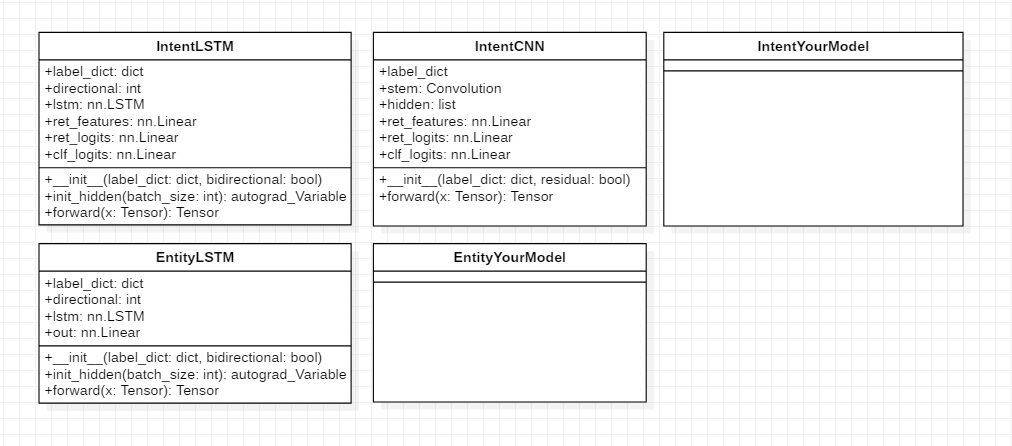 IntentLSTM
+label_dict: dict
+directional: int
+lstm: nn.LSTM
+ret_features: nn.Linear
+ret_logits: nn.Linear
+clf_logits: nn.Linear
+__init__(label_dict: dict, bidirectional: bool)
+init_hidden(batch_size: int): autograd_Variable
+forward(x: Tensor): Tensor
IntentCNN
+label_dict
+stem: Convolution
+hidden: list
+ret_features: nn.Linear
+ret_logits: nn.Linear
+clf_logits: nn.Linear
+__init__(label_dict: dict, residual: bool)
+forward(x: Tensor): Tensor
IntentYourModel
EntityLSTM
+label_dict: dict
+directional: int
+lstm: nn.LSTM
+out: nn.Linear
+__init__(label_dict: dict, bidirectional: bool)
+init_hidden(batch_size: int): autograd_Variable
+forward(x: Tensor): Tensor
EntityYourModel